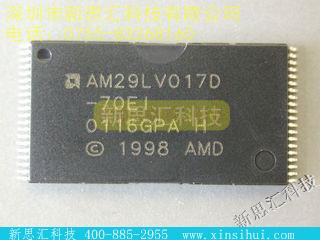 深圳市新思汇科技有限公司
电话：0755-83268160
AM29LV017D
-70EI
0116GPA H
© 1998 AMD
新思汇科技
新思汇科技 400-885-2955 www.xinsihui.com